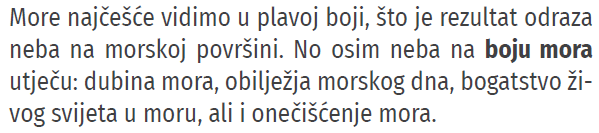 More najčešće vidimo u plavoj boji, što je rezultat odraza
neba na morskoj površini. No osim neba na boju mora
utječu: dubina mora, obilježja morskog dna, bogatstvo ži-
vog svijeta u moru, ali i onečišćenje mora.